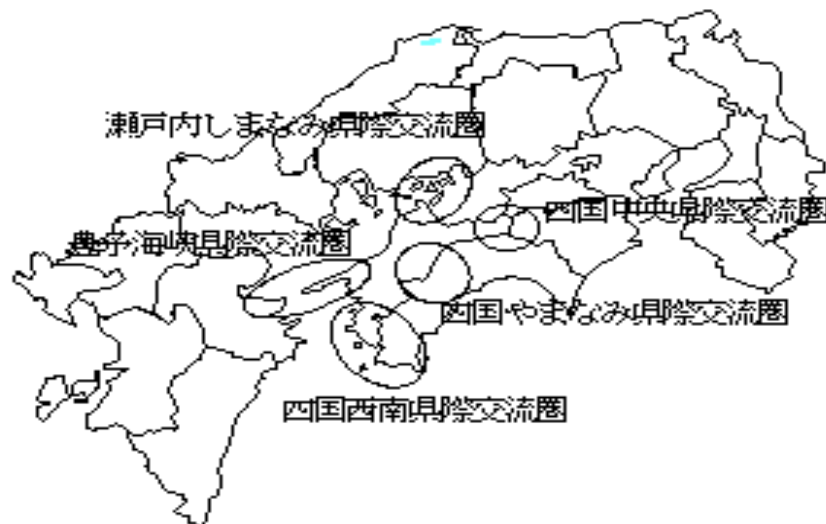 瀬戸内しまなみ県際交流圏
四国中央県際交流圏
豊予海峡県際交流圏
四国やまなみ県際交流圏
四国西南県際交流圏